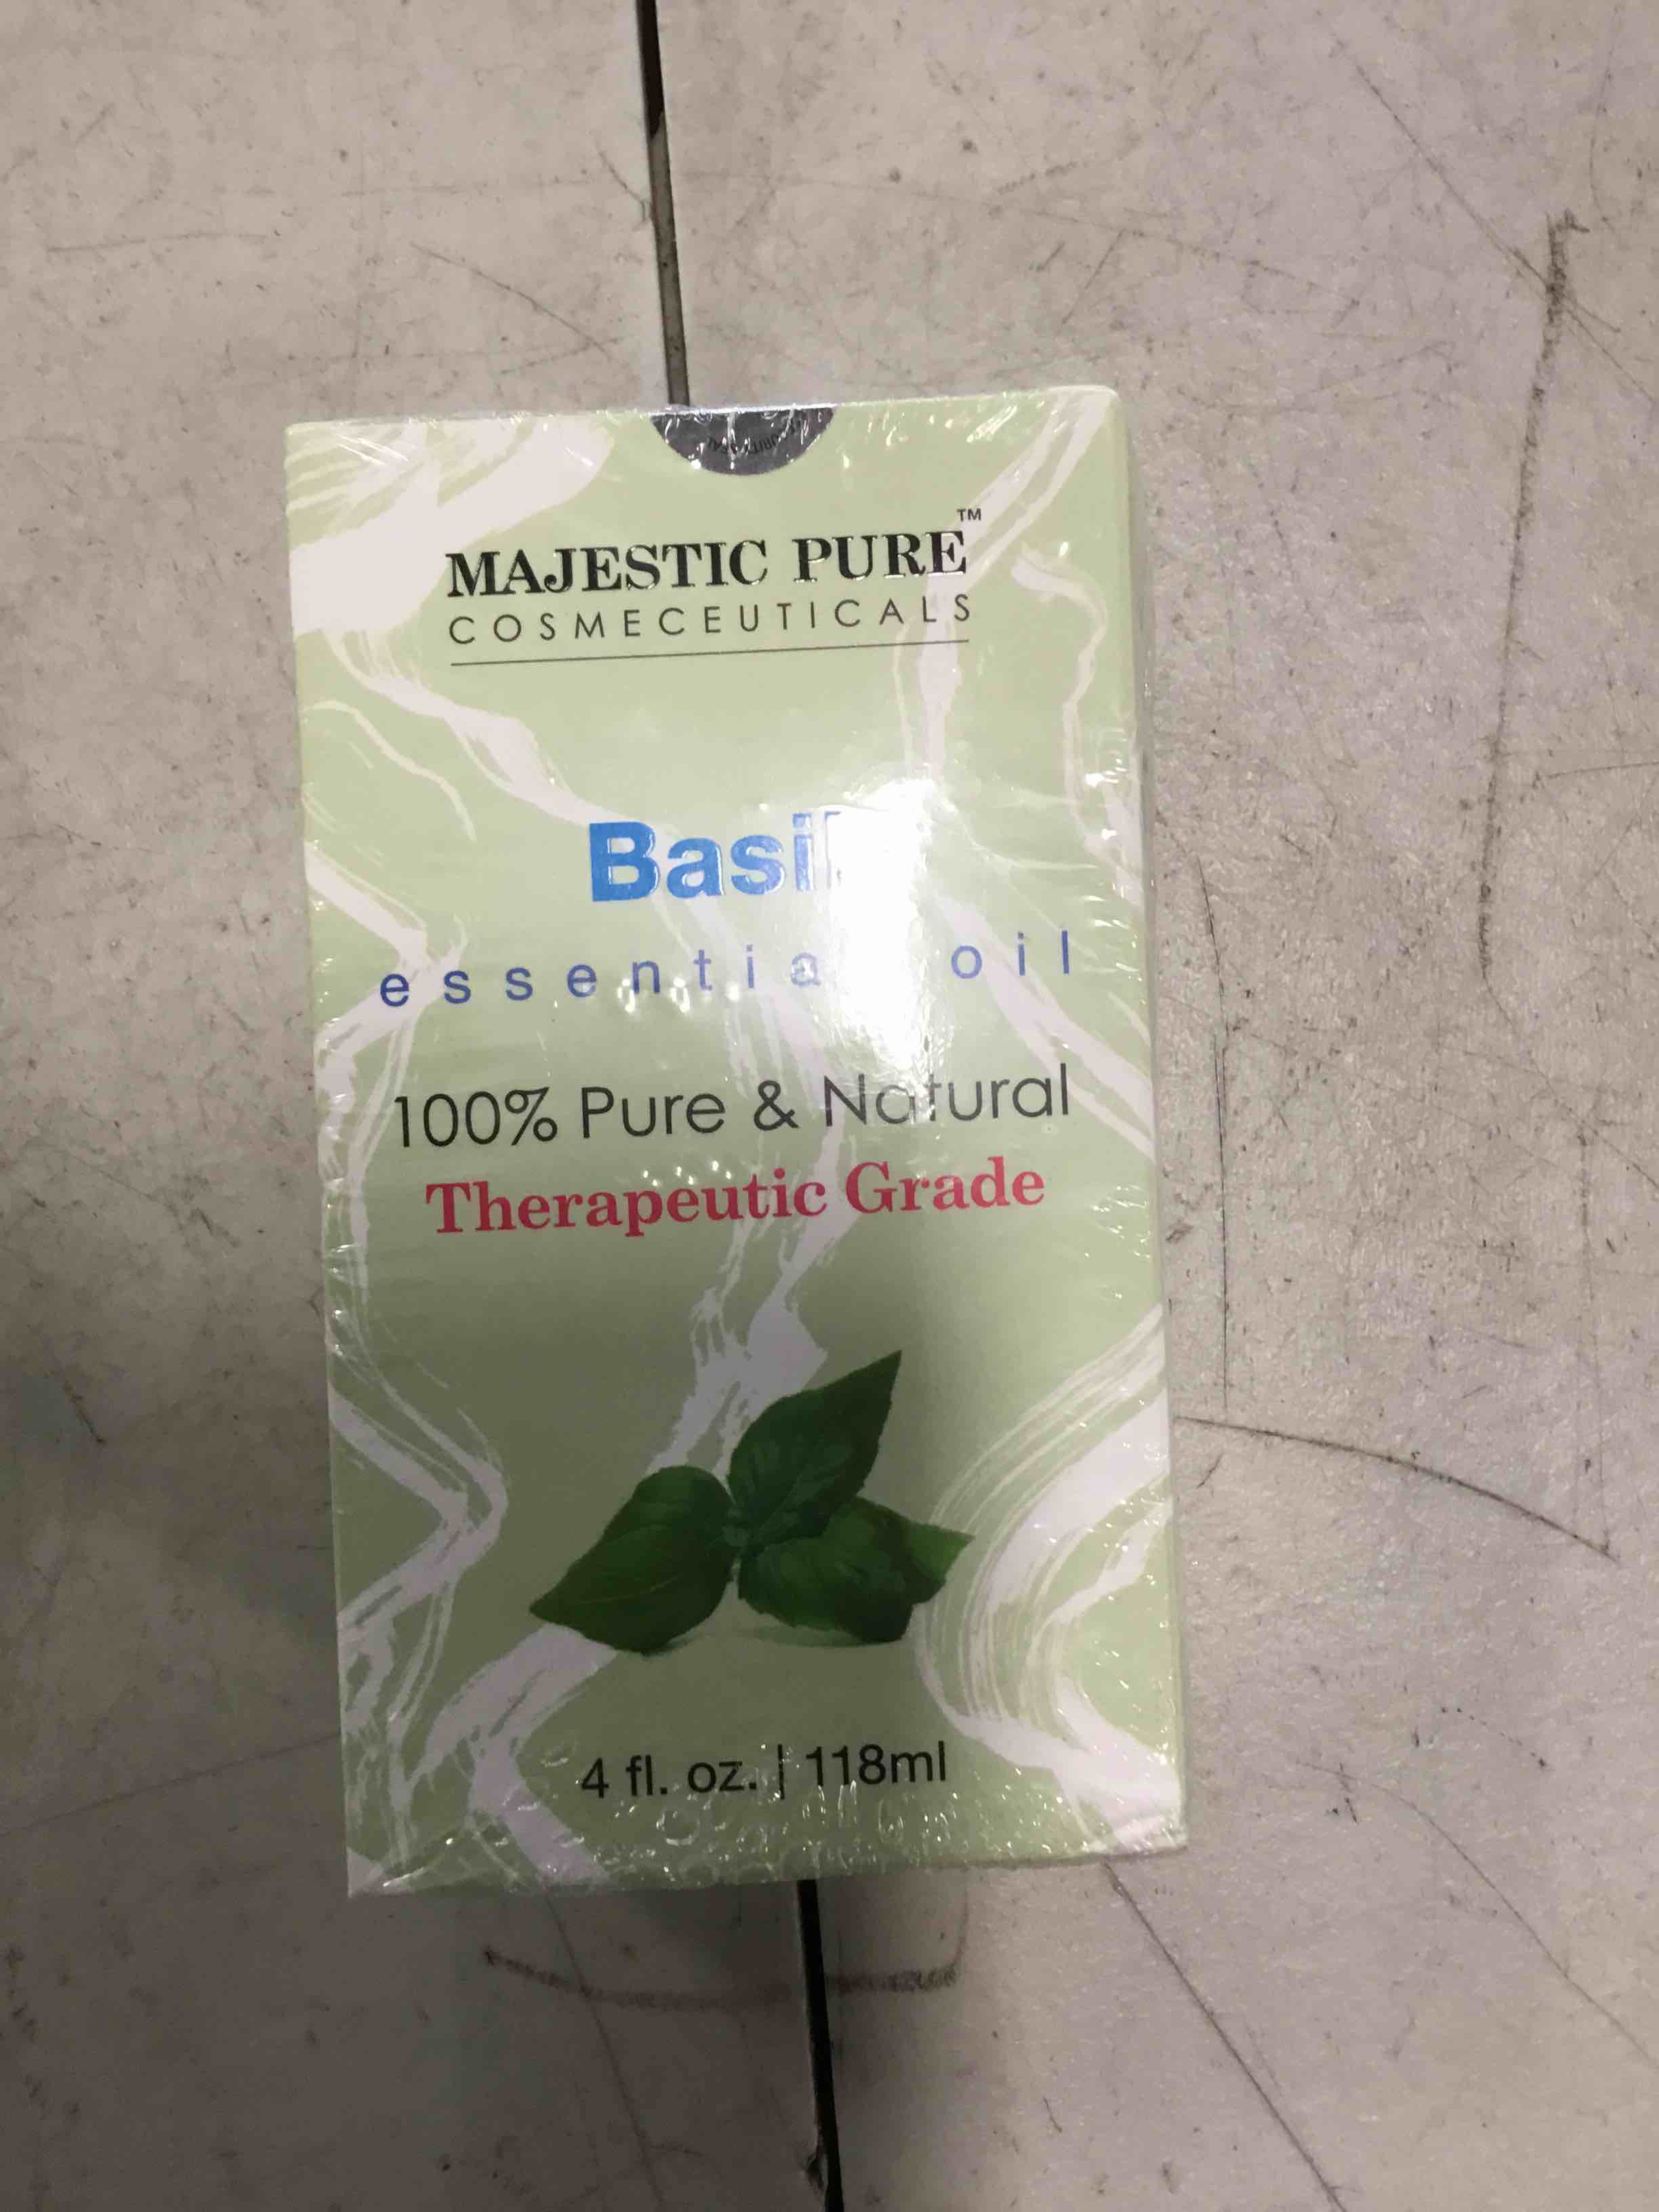 MAJESTIC PURE™
COSMECEUTICALS
Basil
essential oil
100% Pure & Natural
Therapeutic Grade
4 fl. oz. | 118ml